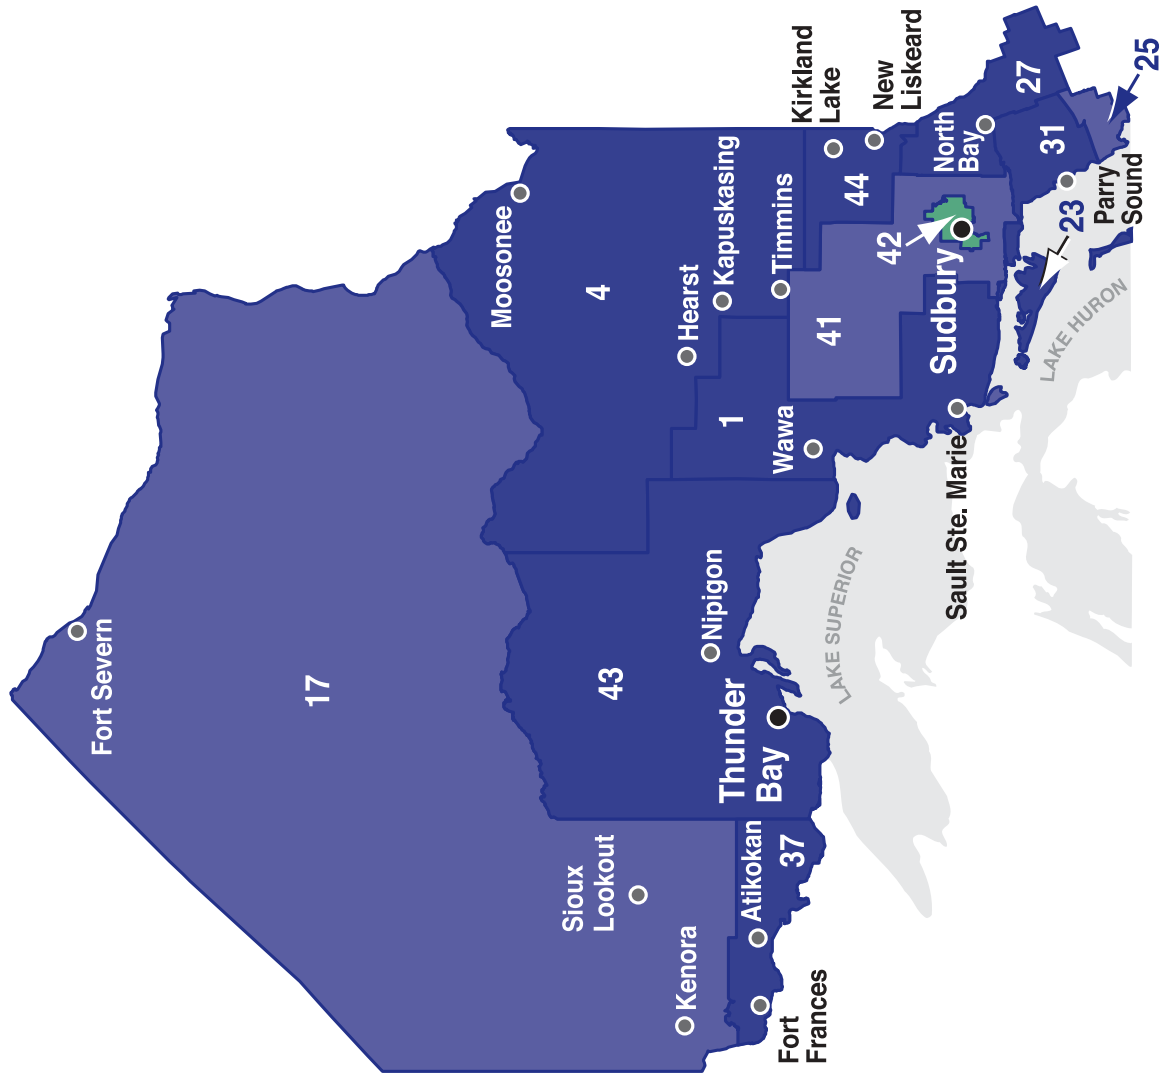 Fort Severn
17
Moosonee
4
Hearst
Kapuskasing
Timmins
Kirkland
Lake
New
Liskeard
44
North
Bay
27
25
31
Parry
Sound
23
42
Sudbury
41
1
Wawa
Sault Ste. Marie
LAKE HURON
LAKE SUPERIOR
Nipigon
43
Thunder
Bay
Sioux
Lookout
Kenora
Atikokan
37
Fort
Frances